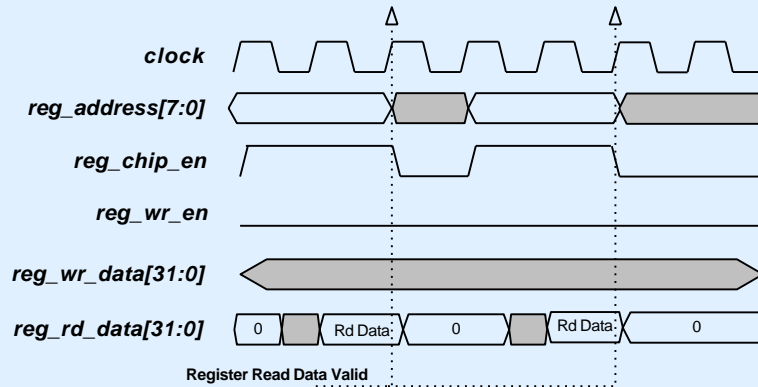 clock
reg_address[7:0]
reg_chip_en
reg_wr_en
reg_wr_data[31:0]
reg_rd_data[31:0] 0 Rd Data 0 Rd Data 0
Register Read Data Valid